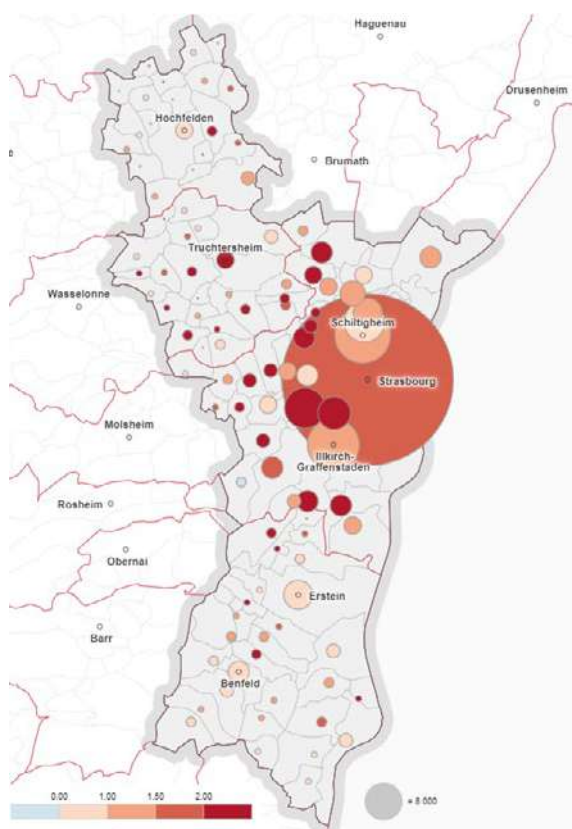 Haguenau
Drusenheim
Hochfelden
Brumath
Truchtersheim
Wasselonne
Schiltigheim
Strasbourg
Molsheim
Illkirch-
Graffenstaden
Rosheim
Obernai
Erstein
Barr
Benfeld
0.00 1.00 1.50 2.00
= 8 000